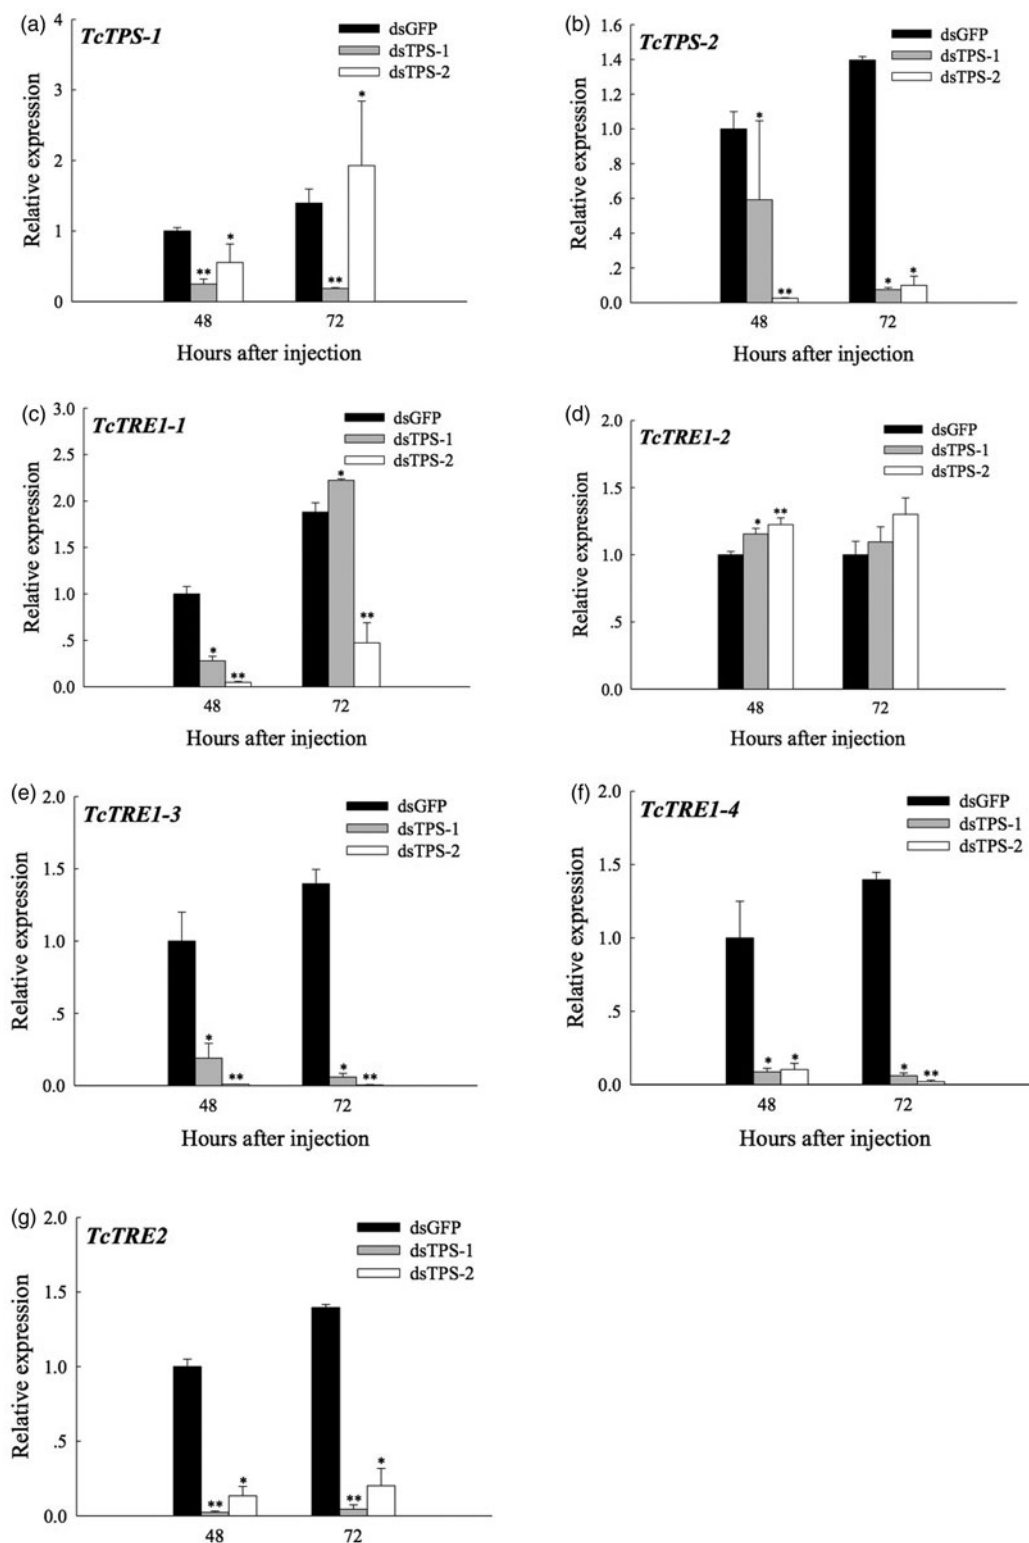 (a)
TcTPS-1
4
3
2
1
0
Relative expression
dsGFP
dsTPS-1
dsTPS-2
** * ** *
48 72
Hours after injection
(b)
TcTPS-2
1.6
1.4
1.2
1.0
.8
.6
.4
.2
0.0
Relative expression
dsGFP
dsTPS-1
dsTPS-2
* ** * *
48 72
Hours after injection
(c)
TcTRE1-1
3.0
2.5
2.0
1.5
1.0
.5
0.0
Relative expression
dsGFP
dsTPS-1
dsTPS-2
* ** * **
48 72
Hours after injection
(d)
TcTRE1-2
2.0
1.5
1.0
.5
0.0
Relative expression
dsGFP
dsTPS-1
dsTPS-2
* **
48 72
Hours after injection
(e)
TcTRE1-3
2.0
1.5
1.0
.5
0.0
Relative expression
dsGFP
dsTPS-1
dsTPS-2
* ** * **
48 72
Hours after injection
(f)
TcTRE1-4
2.0
1.5
1.0
.5
0.0
Relative expression
dsGFP
dsTPS-1
dsTPS-2
* * * **
48 72
Hours after injection
(g)
TcTRE2
2.0
1.5
1.0
.5
0.0
Relative expression
dsGFP
dsTPS-1
dsTPS-2
** * ** *
48 72